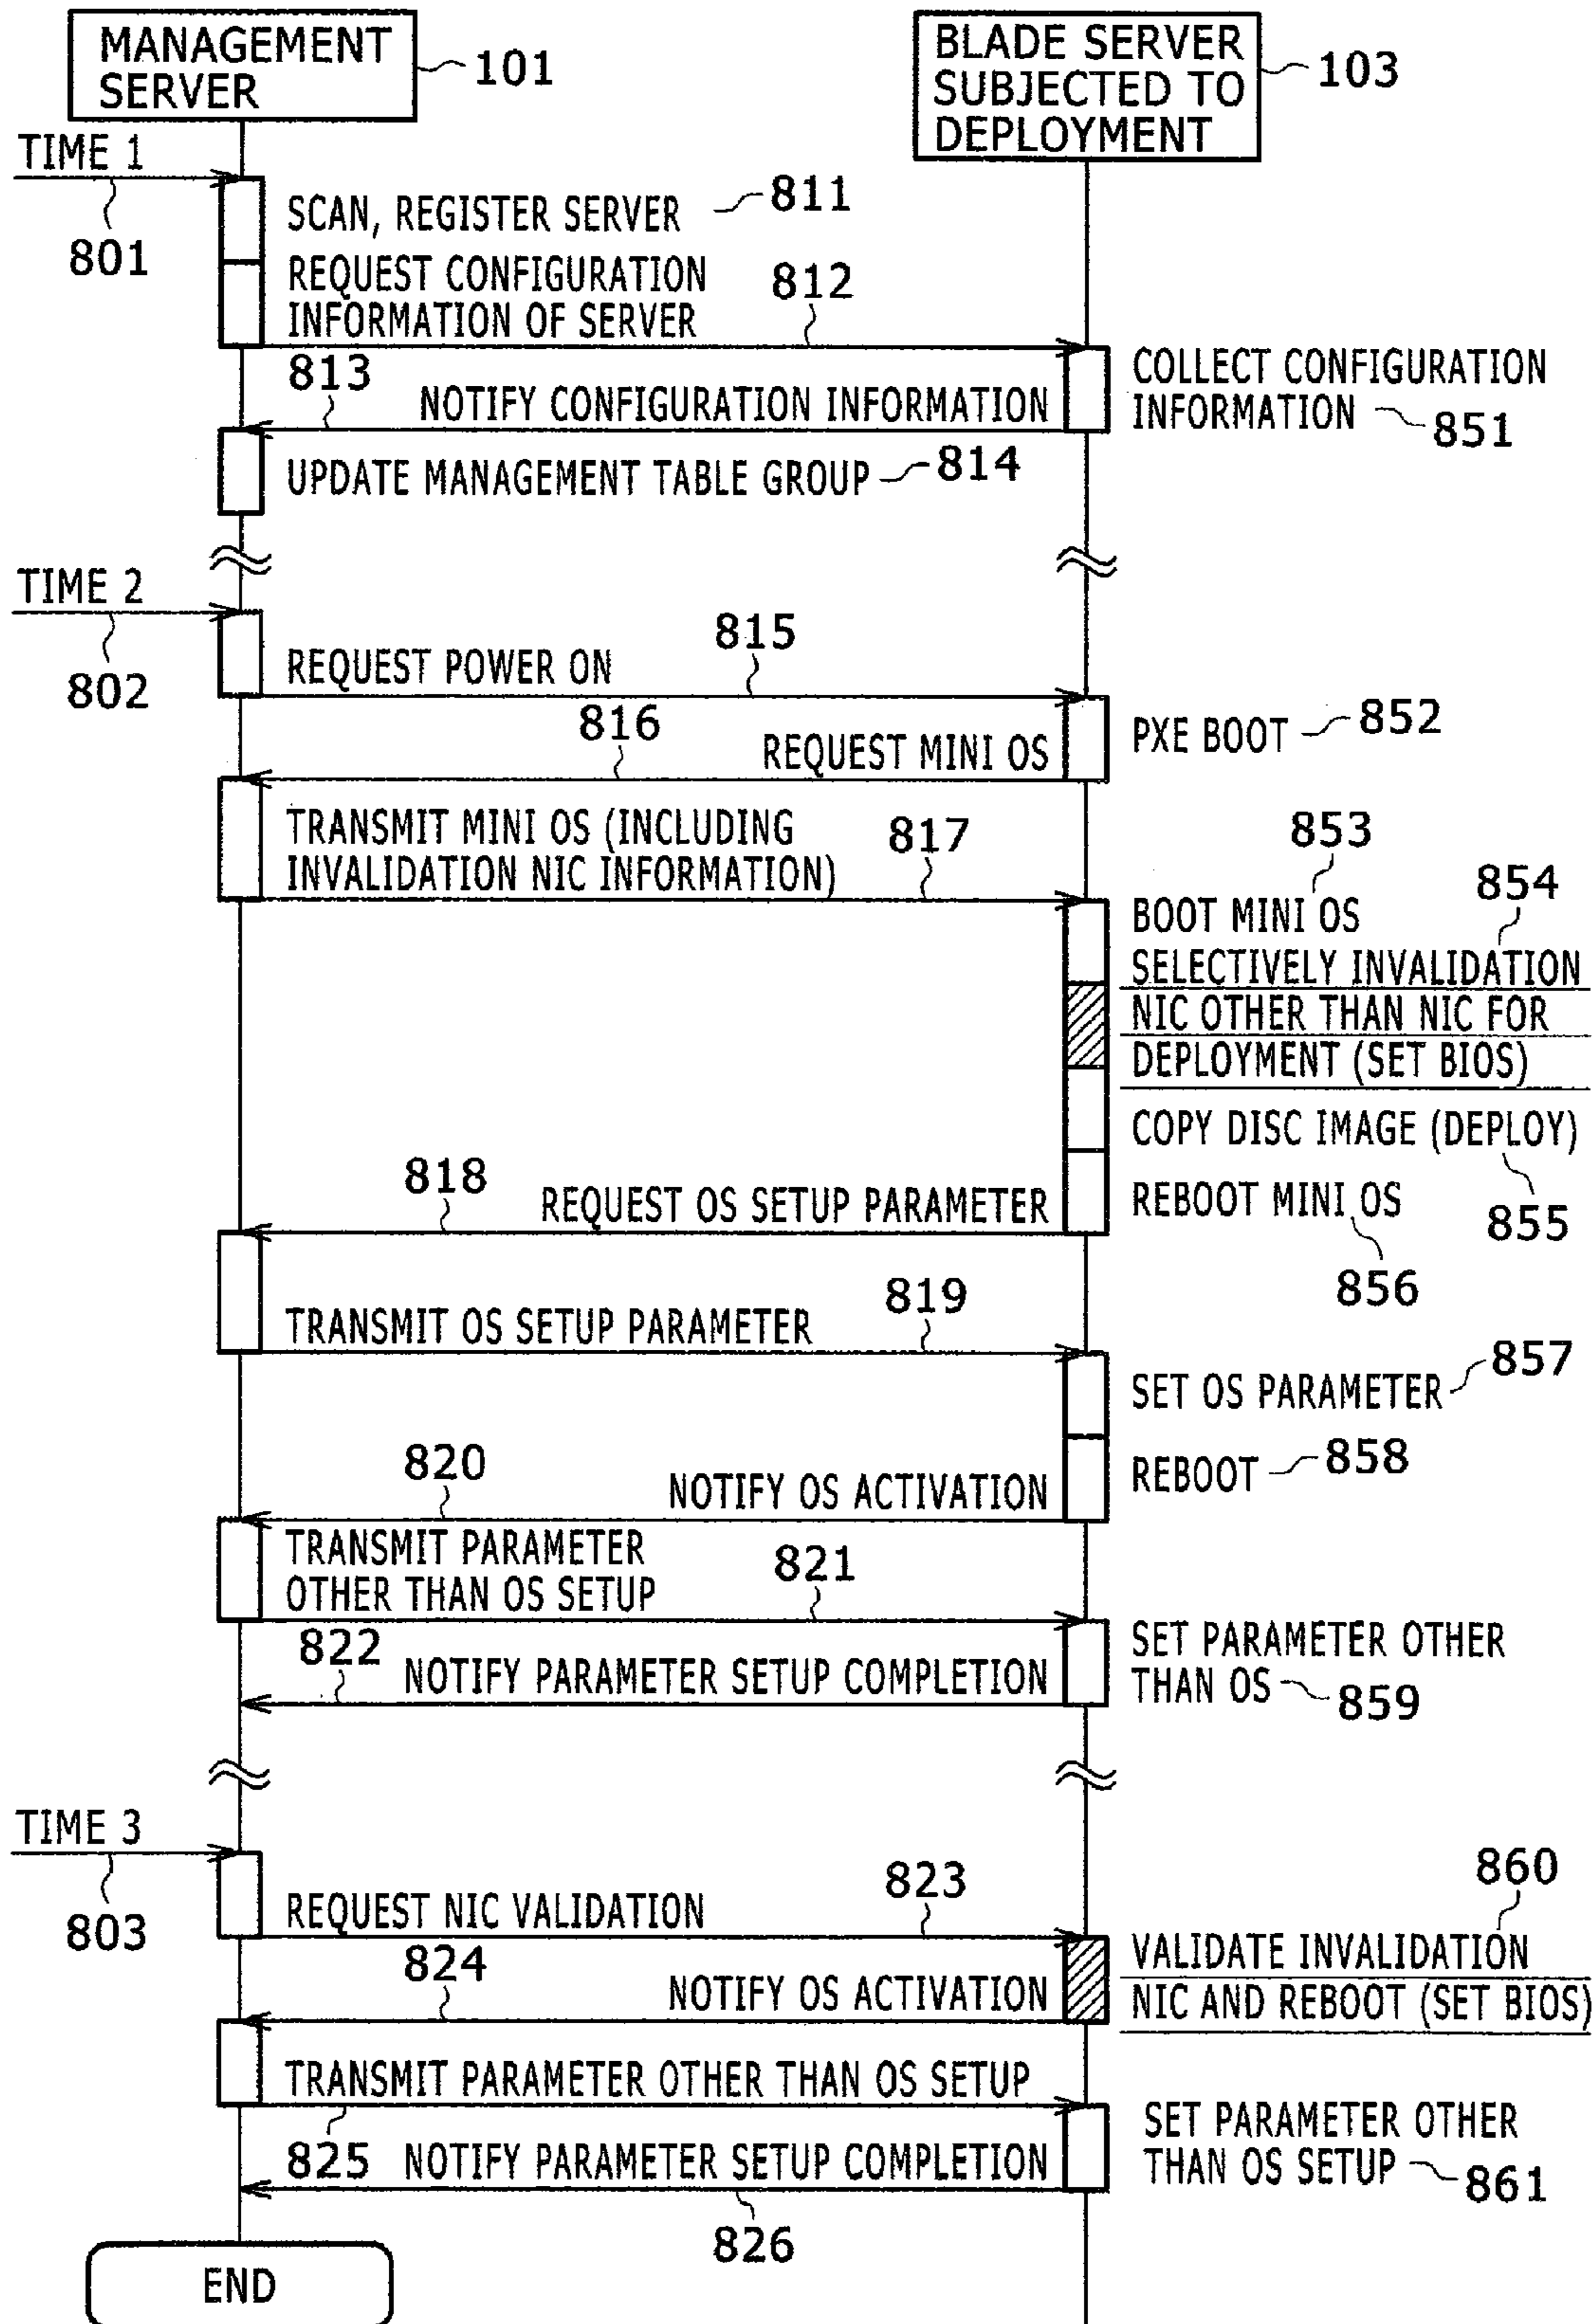 MANAGEMENT
SERVER
101
BLADE SERVER
SUBJECTED TO
DEPLOYMENT
103
TIME 1
801
SCAN, REGISTER SERVER
811
REQUEST CONFIGURATION
INFORMATION OF SERVER
812
813
NOTIFY CONFIGURATION INFORMATION
COLLECT CONFIGURATION
INFORMATION
851
UPDATE MANAGEMENT TABLE GROUP
814
TIME 2
802
REQUEST POWER ON
815
816
REQUEST MINI OS
PXE BOOT
852
TRANSMIT MINI OS (INCLUDING
INVALIDATION NIC INFORMATION)
817
853
BOOT MINI OS
854
SELECTIVELY INVALIDATION
NIC OTHER THAN NIC FOR
DEPLOYMENT (SET BIOS)
COPY DISC IMAGE (DEPLOY)
855
818
REQUEST OS SETUP PARAMETER
REBOOT MINI OS
856
TRANSMIT OS SETUP PARAMETER
819
SET OS PARAMETER
857
820
NOTIFY OS ACTIVATION
REBOOT
858
TRANSMIT PARAMETER
OTHER THAN OS SETUP
821
822
NOTIFY PARAMETER SETUP COMPLETION
SET PARAMETER OTHER
THAN OS
859
TIME 3
803
REQUEST NIC VALIDATION
823
860
824
NOTIFY OS ACTIVATION
VALIDATE INVALIDATION
NIC AND REBOOT (SET BIOS)
TRANSMIT PARAMETER OTHER THAN OS SETUP
825
NOTIFY PARAMETER SETUP COMPLETION
SET PARAMETER OTHER
THAN OS SETUP
861
826
END